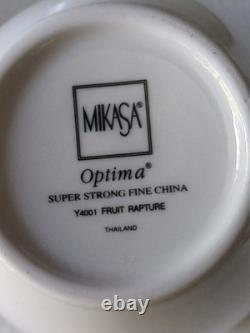 MIKASA®
Optima®
SUPER STRONG FINE CHINA
Y4001 FRUIT RAPTURE
THAILAND